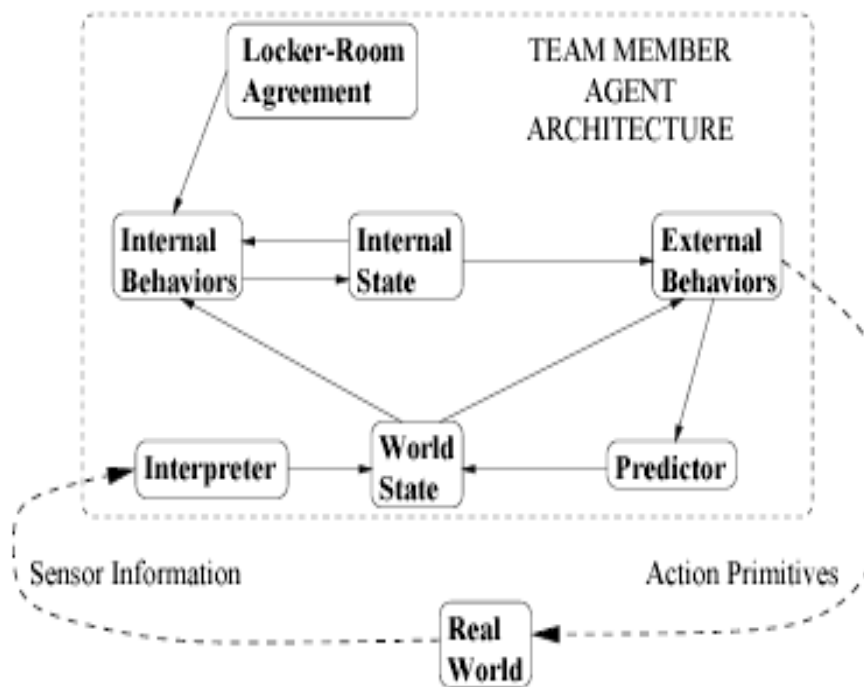 Locker-Room
Agreement
TEAM MEMBER
AGENT
ARCHITECTURE
Internal
Behaviors
Internal
State
External
Behaviors
Interpreter
World
State
Predictor
Sensor Information
Action Primitives
Real
World